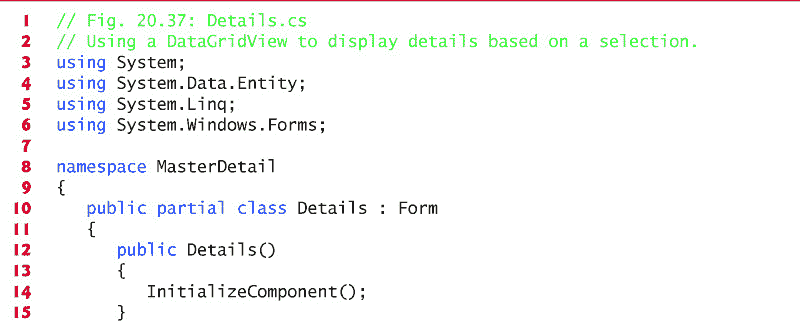 1 // Fig. 20.37: Details.cs
2 // Using a DataGridView to display details based on a selection.
3 using System;
4 using System.Data.Entity;
5 using System.Linq;
6 using System.Windows.Forms;
7
8 namespace MasterDetail
9 {
10 public partial class Details : Form
11 {
12 public Details()
13 {
14 InitializeComponent();
15 }